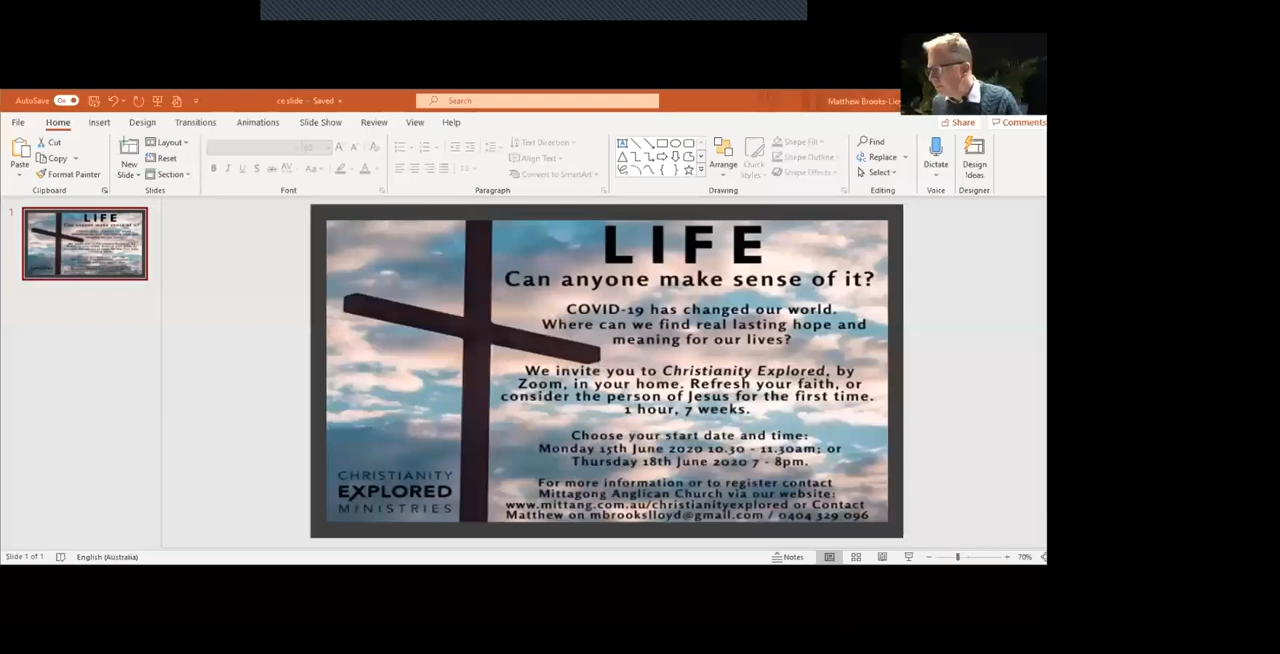 AutoSave On
ce slide - Saved
Search
Matthew Brooks-Llo
File Home Insert Design Transitions Animations Slide Show Review View Help
Share Comments
Paste
Cut
Copy
Format Painter
Clipboard
New Slide
Layout
Reset
Section
Slides
Font
Text Direction
Align Text
Convert to SmartArt
Paragraph
Arrange
Quick Styles
Shape Fill
Shape Outline
Shape Effects
Drawing
Find
Replace
Select
Editing
Dictate
Voice
Design Ideas
Designer
1
LIFE
Can anyone make sense of it?
COVID-19 has changed our world.
Where can we find real lasting hope and
meaning for our lives?
We invite you to Christianity Explored, by
Zoom, in your home. Refresh your faith, or
consider the person of Jesus for the first time.
1 hour, 7 weeks.
Choose your start date and time:
Monday 15th June 2020 10.30 - 11.30am; or
Thursday 18th June 2020 7 - 8pm.
For more information or to register contact
Mittagong Anglican Church via our website:
www.mittang.com.au/christianityexplored or Contact
Matthew on mbrookslloyd@gmail.com / 0404 329 096
CHRISTIANITY
EXPLORED
MINISTRIES
Slide 1 of 1
English (Australia)
Notes
70%